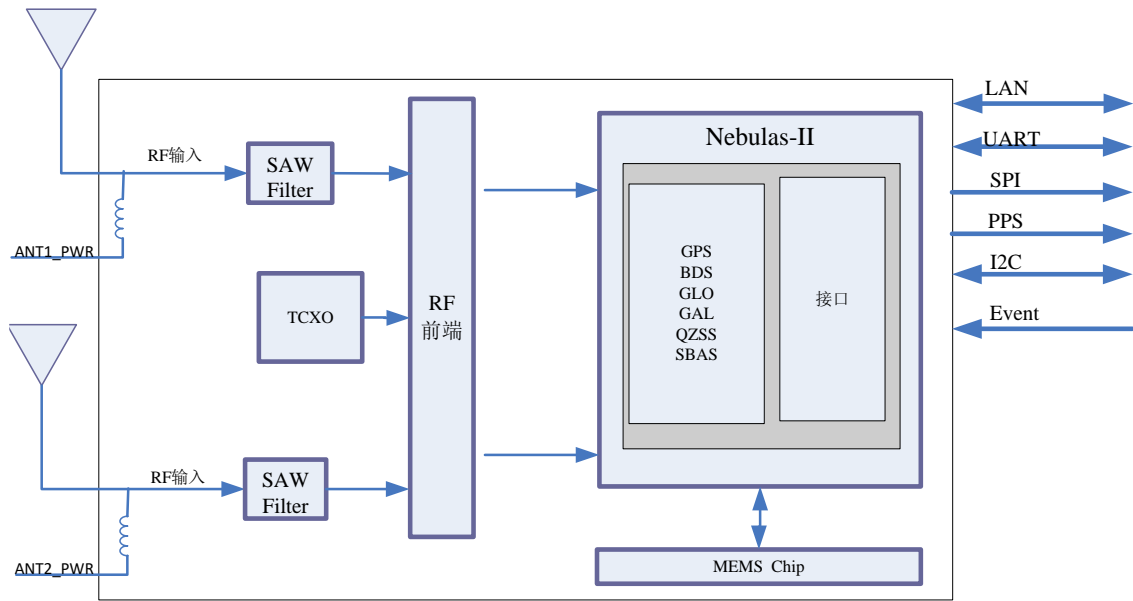 LAN
UART
SPI
PPS
I2C
Event
Nebulas-II
RF输入
SAW
Filter
ANT1_PWR
TCXO
RF
前端
GPS
BDS
GLO
GAL
QZSS
SBAS
接口
RF输入
SAW
Filter
ANT2_PWR
MEMS Chip